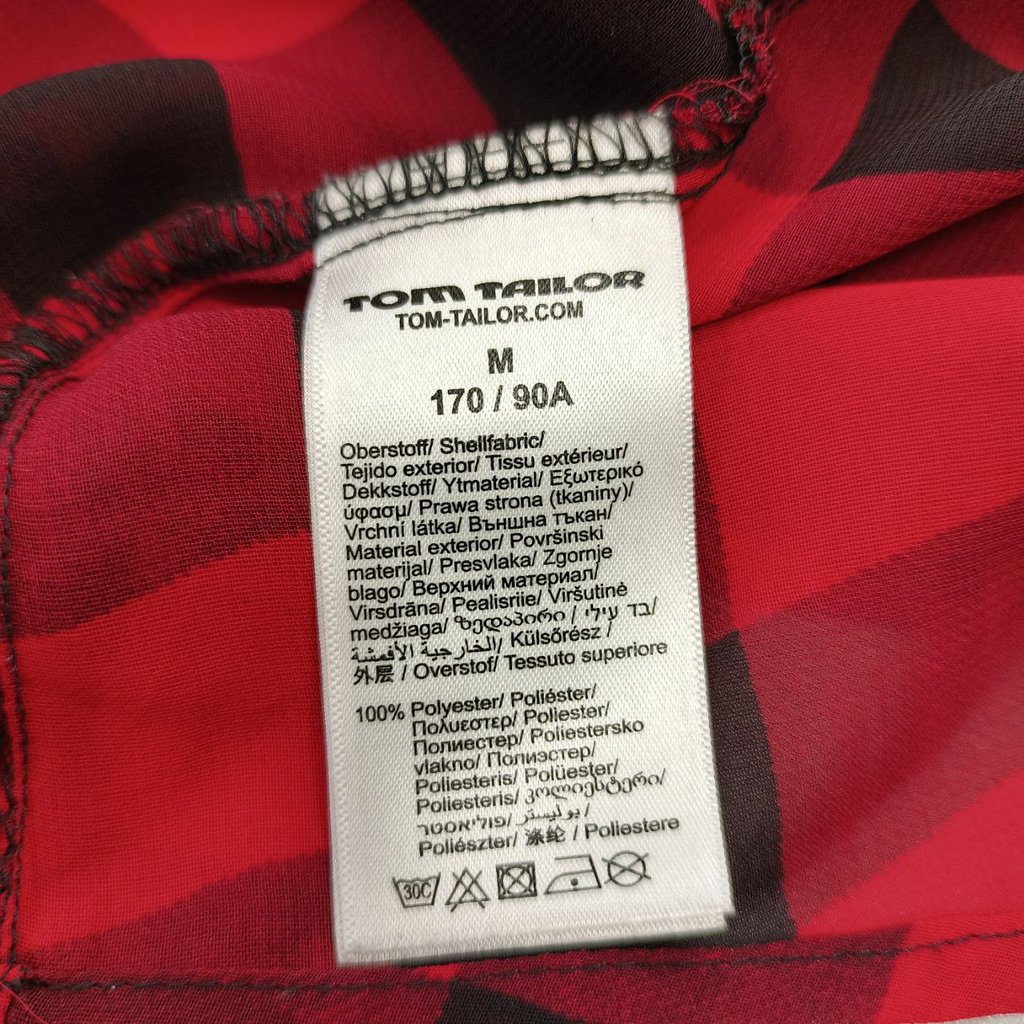 TOM TAILOR
TOM-TAILOR.COM
M
170 / 90A
Oberstoff/ Shellfabric/
Tejido exterior/ Tissu extérieur/
Dekkstoff/ Ytmaterial/ Εξωτερικό
ύφασμ/ Prawa strona (tkaniny)/
Vrchní látka/ Външна тъкан/
Material exterior/ Površinski
materijal/ Presvlaka/ Zgornje
blago/ Верхний материал/
Virsdrāna/ Pealisriie/ Viršutinė
medžiaga/ ზედაპირი / בד עילי/
الخارجية الأقمشة/ Külsőrész /
外层 / Overstof/ Tessuto superiore
100% Polyester/ Poliéster/
Πολυεστερ/ Poliester/
Полиестер/ Poliestersko
vlakno/ Полиэстер/
Poliesteris/ Polüester/
Poliesteris/ პოლიესტერი/
פוליאסטר/ بوليستر /
Poliészter/ 涤纶 / Poliestere
30C